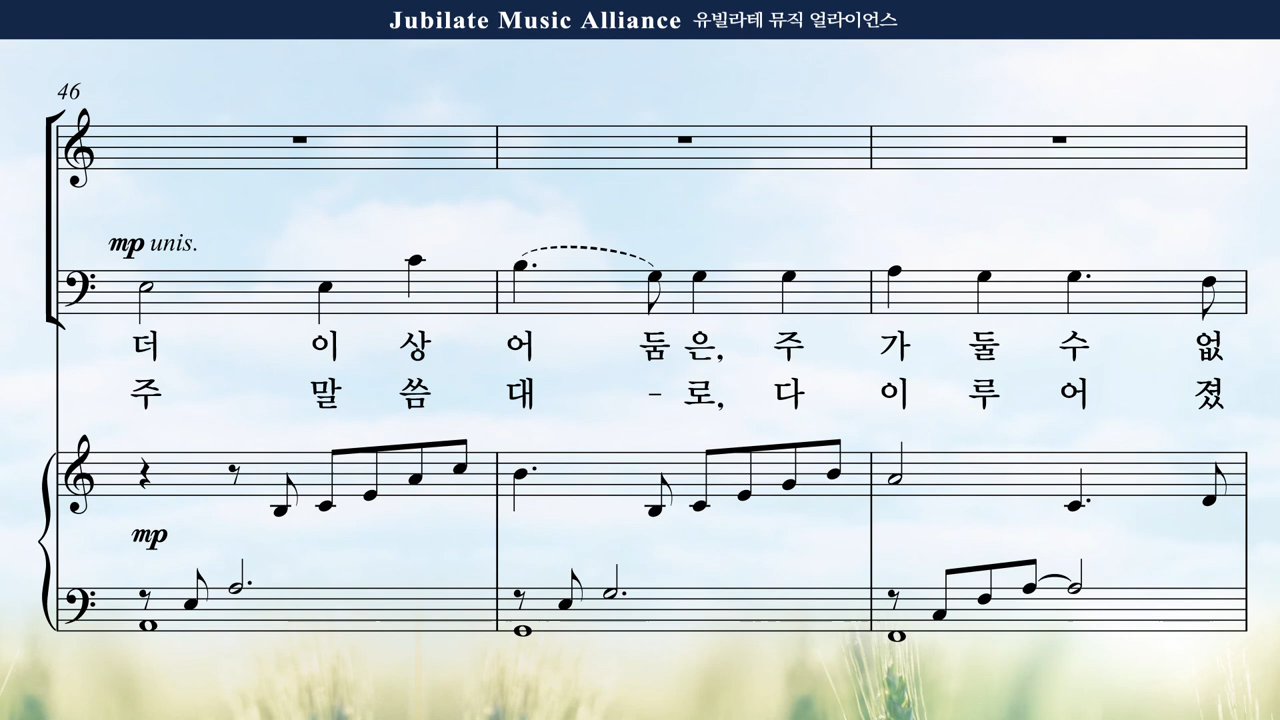 Jubilate Music Alliance 유빌라테 뮤직 얼라이언스
46
mp unis.
더 이 상 어 둠 은, 주 가 둘 수 없
주 말 씀 대 - 로, 다 이 루 어 졌
mp